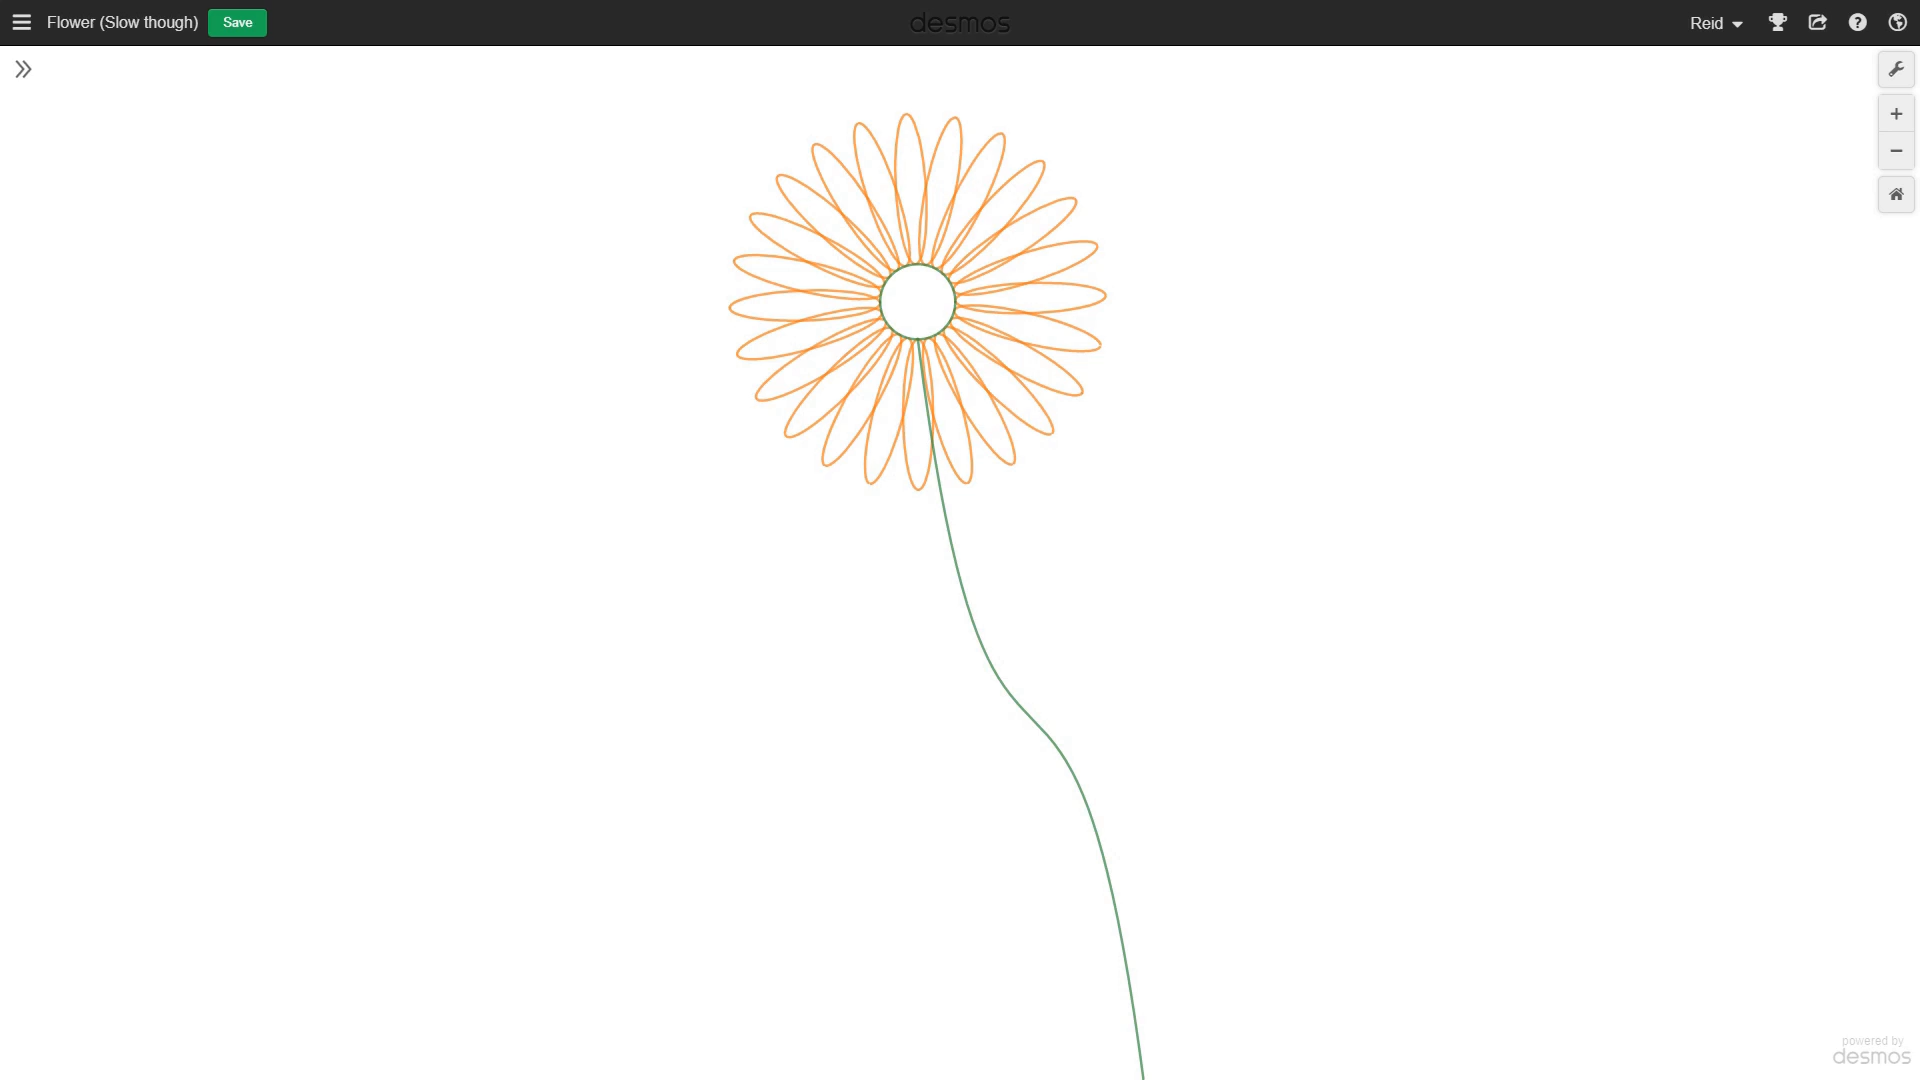 Flower (Slow though)
Save
desmos
Reid
powered by
desmos